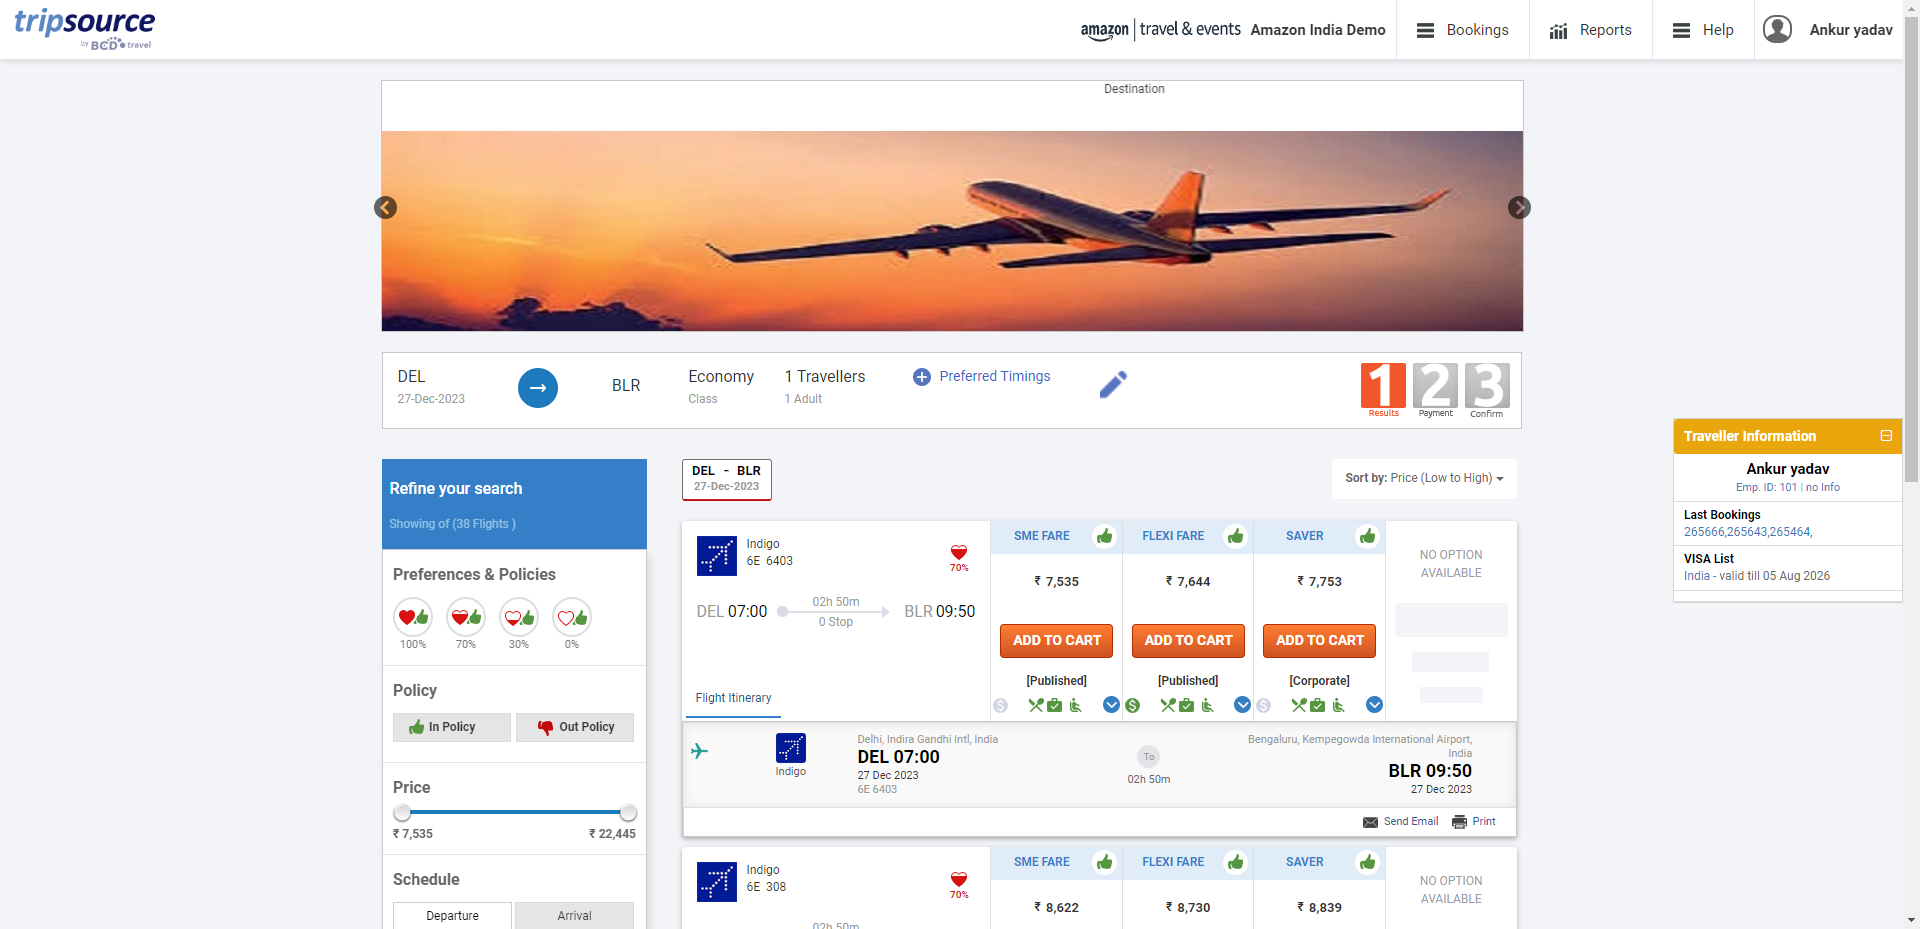 tripsource
by BCD travel
amazon | travel & events Amazon India Demo
Bookings
Reports
Help
Ankur yadav
Destination
DEL
27-Dec-2023
BLR
Economy
Class
1 Travellers
1 Adult
Preferred Timings
1 2 3
Results Payment Confirm
Traveller Information
Ankur yadav
Emp. ID: 101 | no Info
Last Bookings
265666,265643,265464,
VISA List
India - valid till 05 Aug 2026
Refine your search
Showing of (38 Flights )
Preferences & Policies
100% 70% 30% 0%
Policy
In Policy Out Policy
Price
₹ 7,535 ₹ 22,445
Schedule
Departure Arrival
DEL - BLR
27-Dec-2023
Sort by: Price (Low to High)
Indigo
6E 6403
70%
DEL 07:00
02h 50m
0 Stop
BLR 09:50
Flight Itinerary
SME FARE FLEXI FARE SAVER
₹ 7,535 ₹ 7,644 ₹ 7,753
ADD TO CART ADD TO CART ADD TO CART
[Published] [Published] [Corporate]
NO OPTION
AVAILABLE
Indigo
Delhi, Indira Gandhi Intl, India
DEL 07:00
27 Dec 2023
6E 6403
To
02h 50m
Bengaluru, Kempegowda International Airport,
India
BLR 09:50
27 Dec 2023
Send Email Print
Indigo
6E 308
70%
02h 50m
SME FARE FLEXI FARE SAVER
₹ 8,622 ₹ 8,730 ₹ 8,839
NO OPTION
AVAILABLE